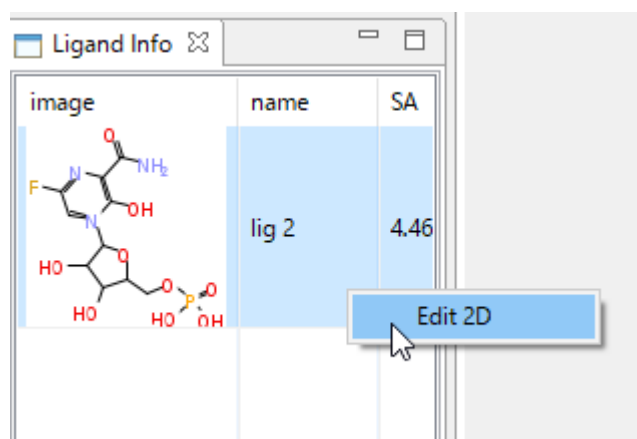 Ligand Info
image name SA
O
N NH₂
F
N OH
O
HO O O
P
HO HO OH
lig 2 4.46
Edit 2D